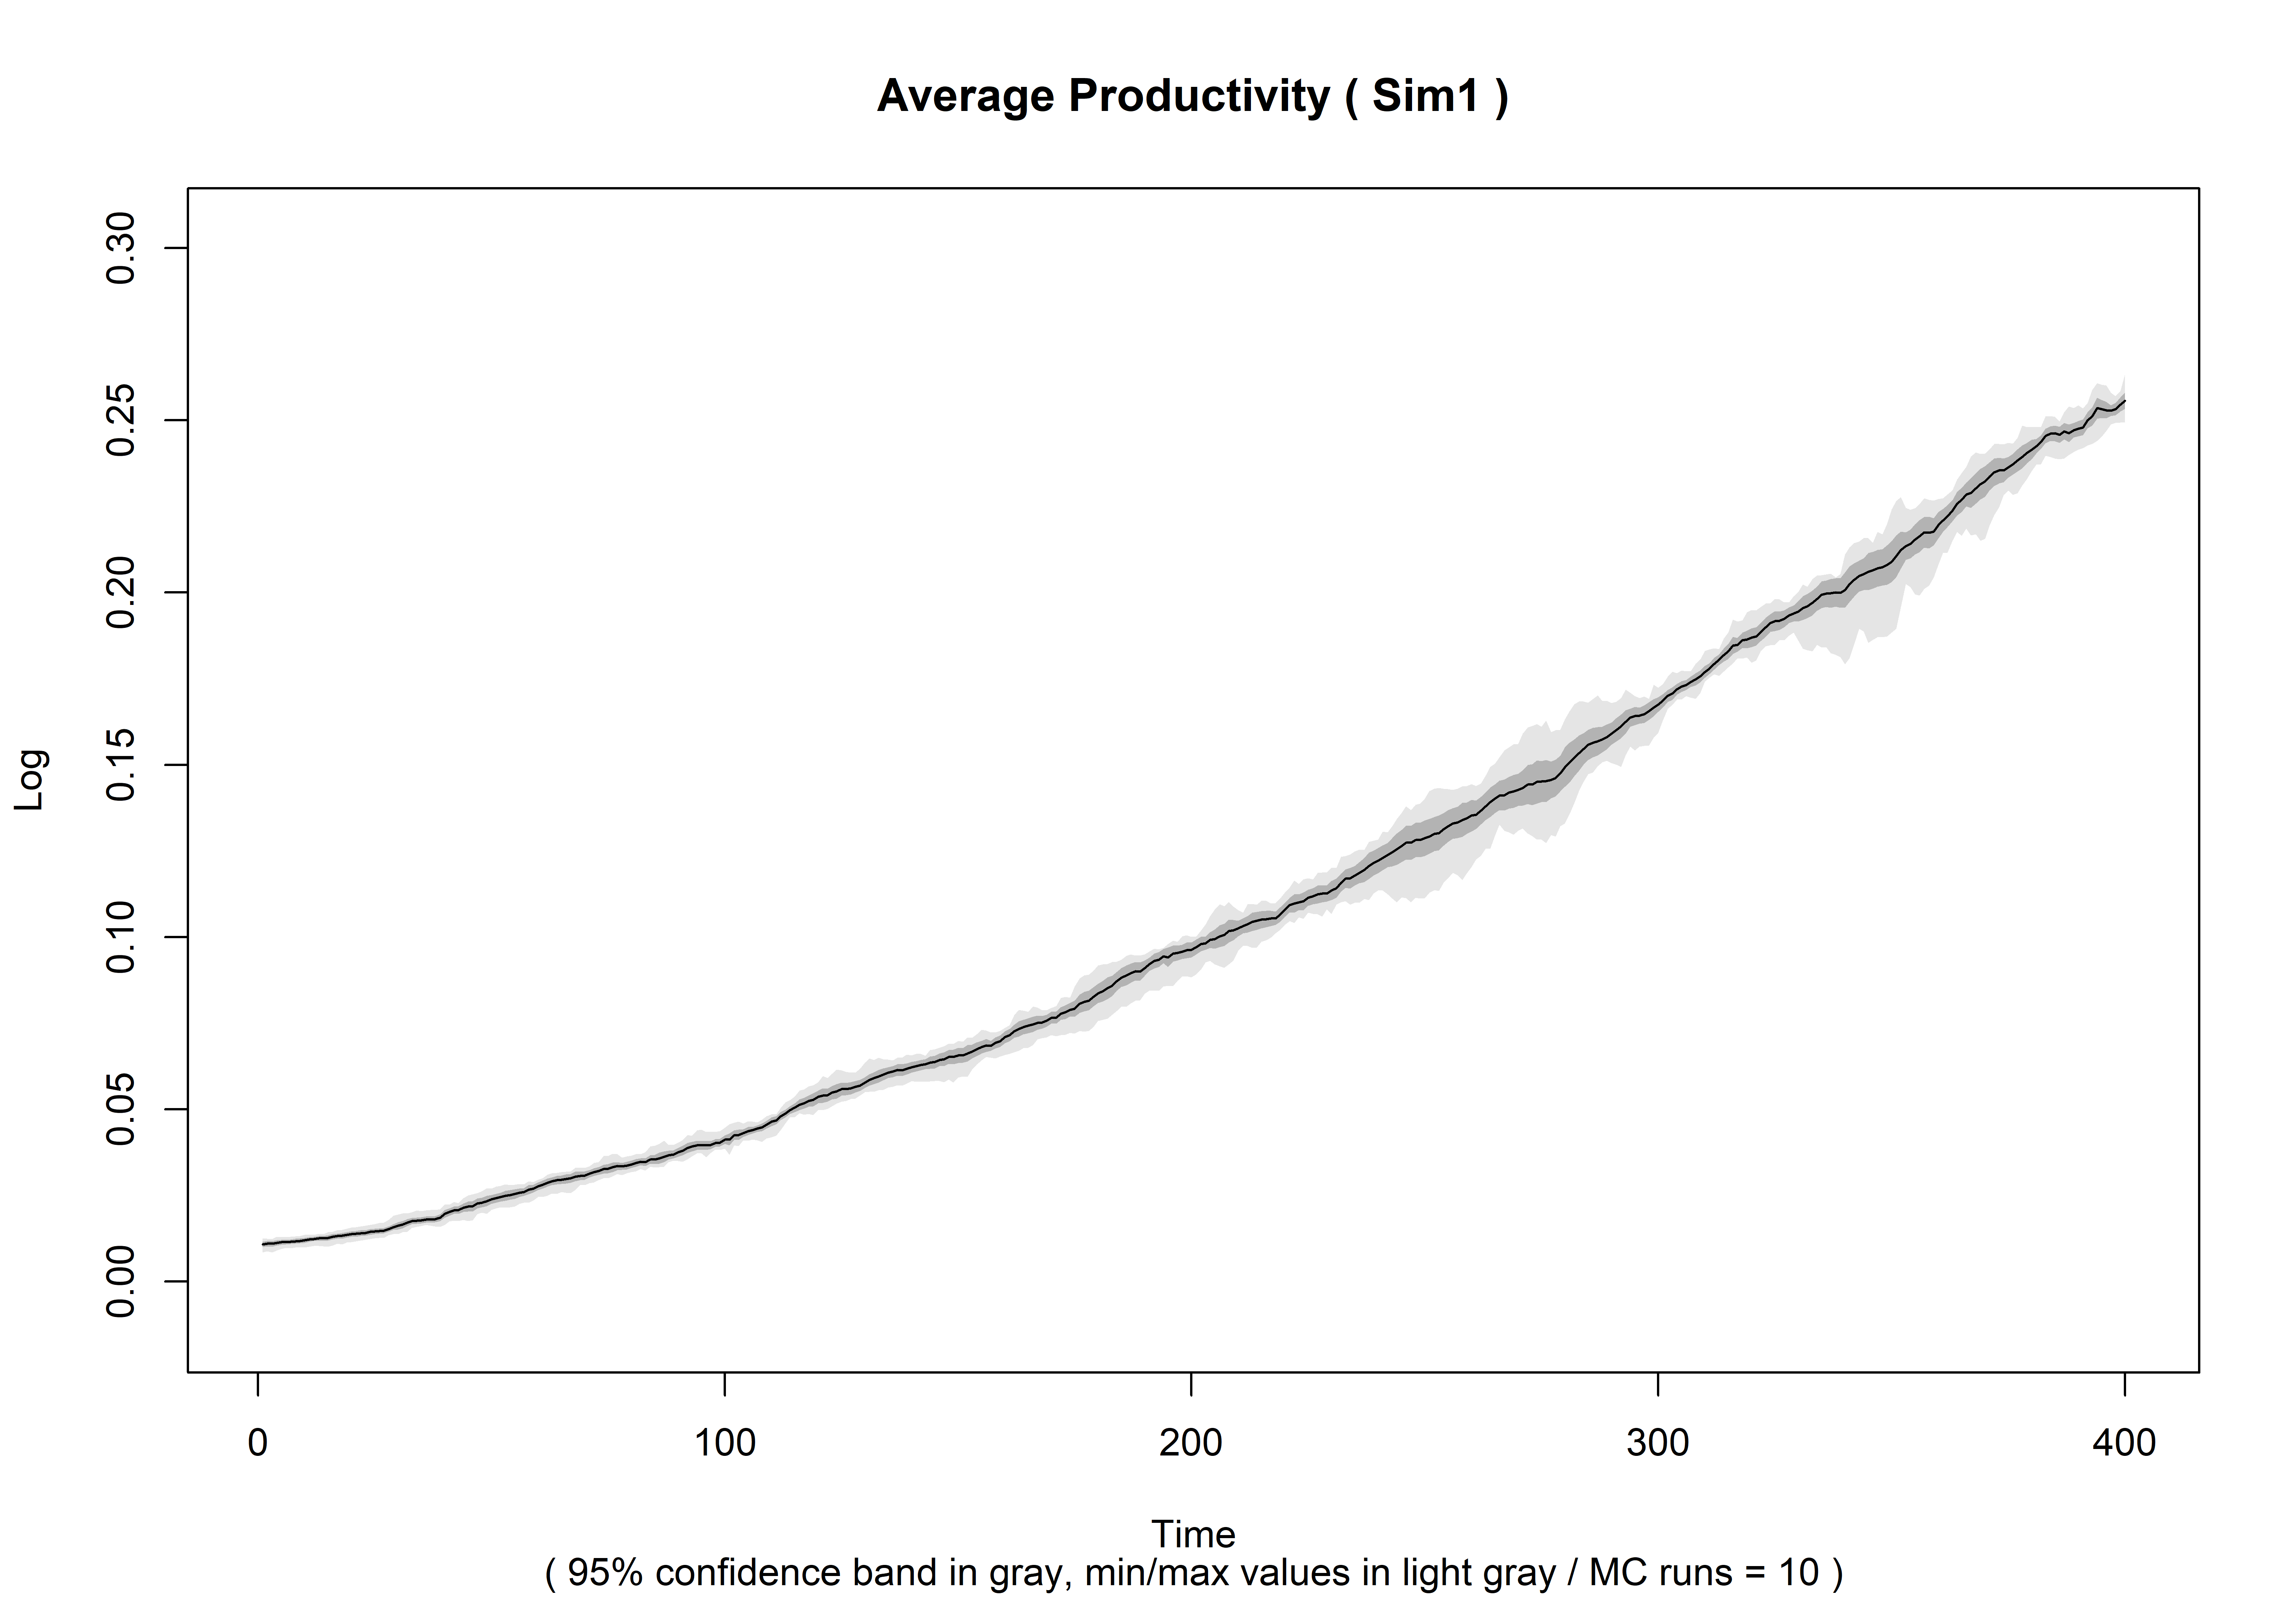 Average Productivity ( Sim1 )
Log
0.30
0.25
0.20
0.15
0.10
0.05
0.00
0 100 200 300 400
Time
( 95% confidence band in gray, min/max values in light gray / MC runs = 10 )